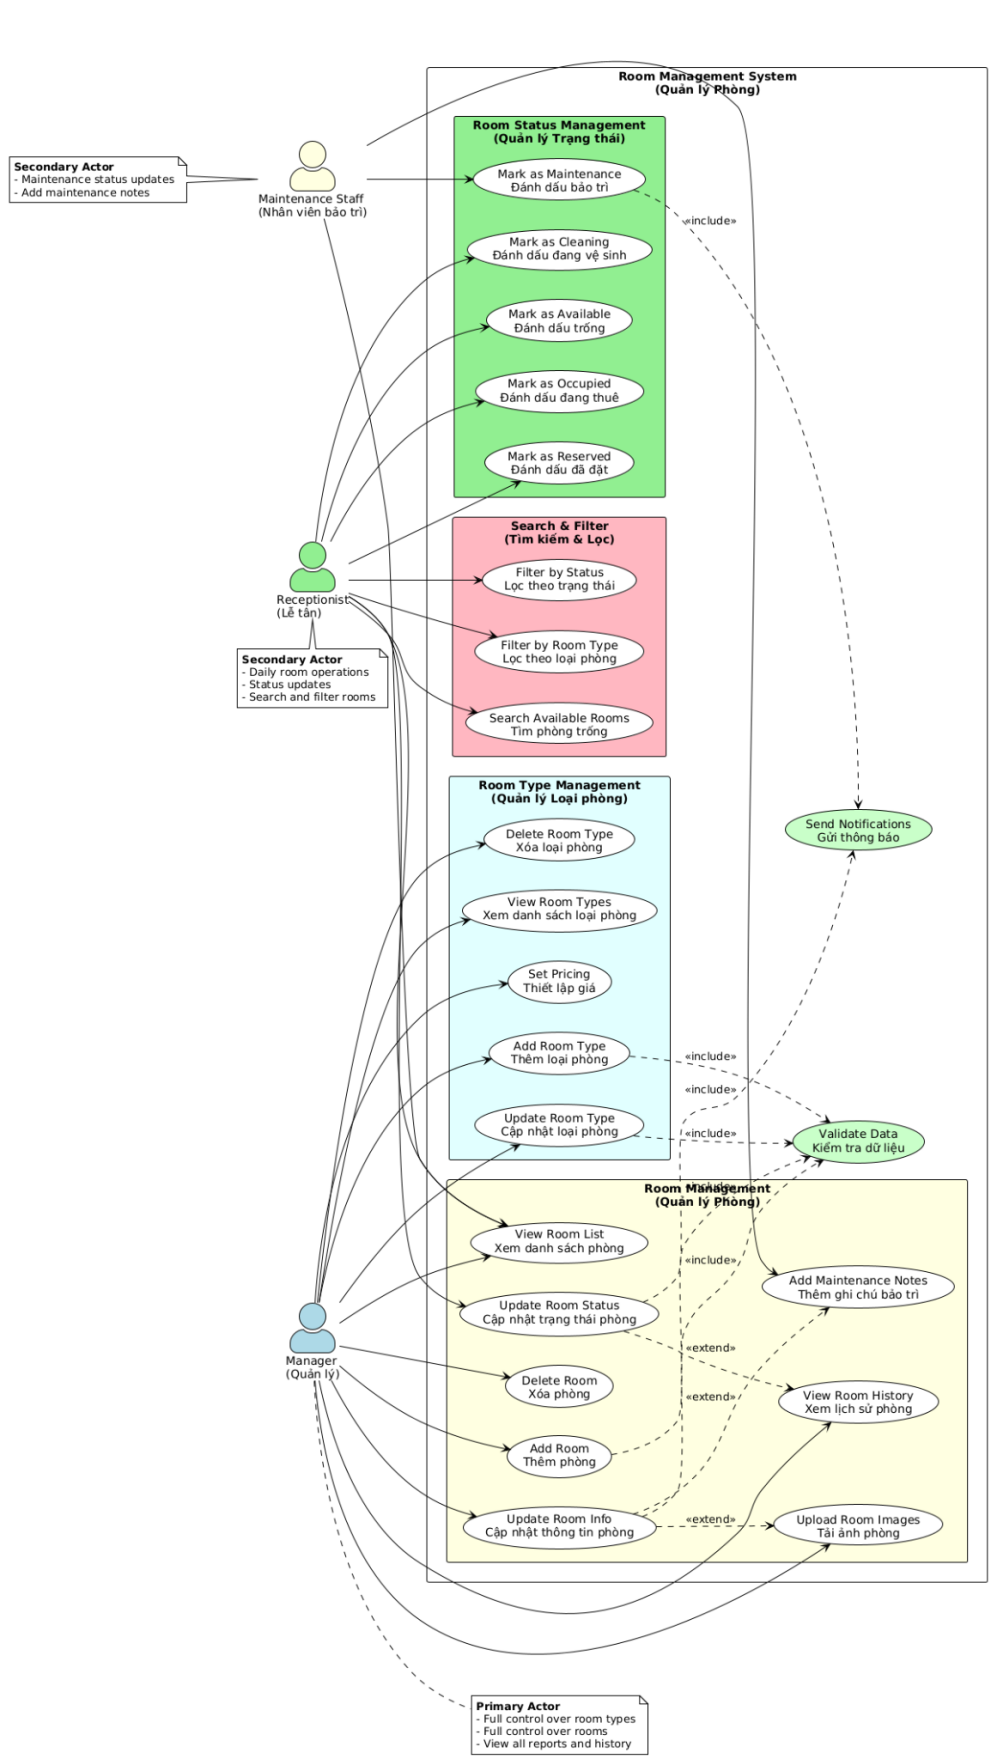 Room Management System
(Quản lý Phòng)
Room Status Management
(Quản lý Trạng thái)
Mark as Maintenance
Đánh dấu bảo trì
Secondary Actor
- Maintenance status updates
- Add maintenance notes
Maintenance Staff
(Nhân viên bảo trì)
«include»
Mark as Cleaning
Đánh dấu đang vệ sinh
Mark as Available
Đánh dấu trống
Mark as Occupied
Đánh dấu đang thuê
Mark as Reserved
Đánh dấu đã đặt
Search & Filter
(Tìm kiếm & Lọc)
Filter by Status
Lọc theo trạng thái
Receptionist
(Lễ tân)
Filter by Room Type
Lọc theo loại phòng
Secondary Actor
- Daily room operations
- Status updates
- Search and filter rooms
Search Available Rooms
Tìm phòng trống
Room Type Management
(Quản lý Loại phòng)
Delete Room Type
Xóa loại phòng
Send Notifications
Gửi thông báo
View Room Types
Xem danh sách loại phòng
Set Pricing
Thiết lập giá
Add Room Type
Thêm loại phòng
«include»
«include»
Update Room Type
Cập nhật loại phòng
«include»
Validate Data
Kiểm tra dữ liệu
«include»
Room Management
(Quản lý Phòng)
View Room List
Xem danh sách phòng
«include»
Add Maintenance Notes
Thêm ghi chú bảo trì
Update Room Status
Cập nhật trạng thái phòng
«extend»
Manager
(Quản lý)
Delete Room
Xóa phòng
«extend»
View Room History
Xem lịch sử phòng
Add Room
Thêm phòng
Update Room Info
Cập nhật thông tin phòng
«extend»
Upload Room Images
Tải ảnh phòng
Primary Actor
- Full control over room types
- Full control over rooms
- View all reports and history